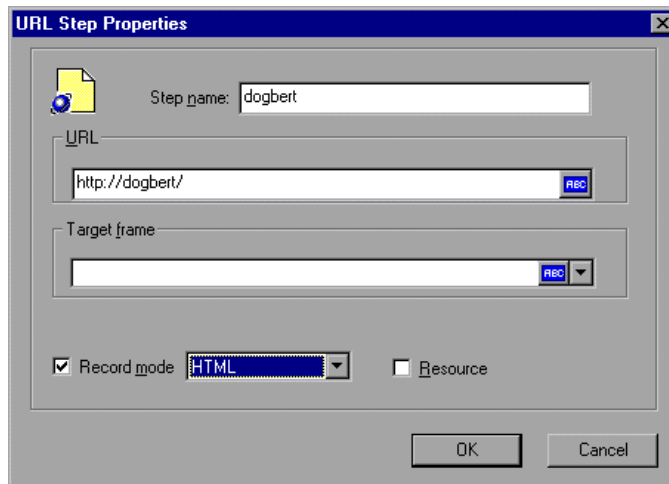 URL Step Properties
Step name: dogbert
URL
http://dogbert/ ABC
Target frame
ABC
Record mode HTML Resource
OK Cancel